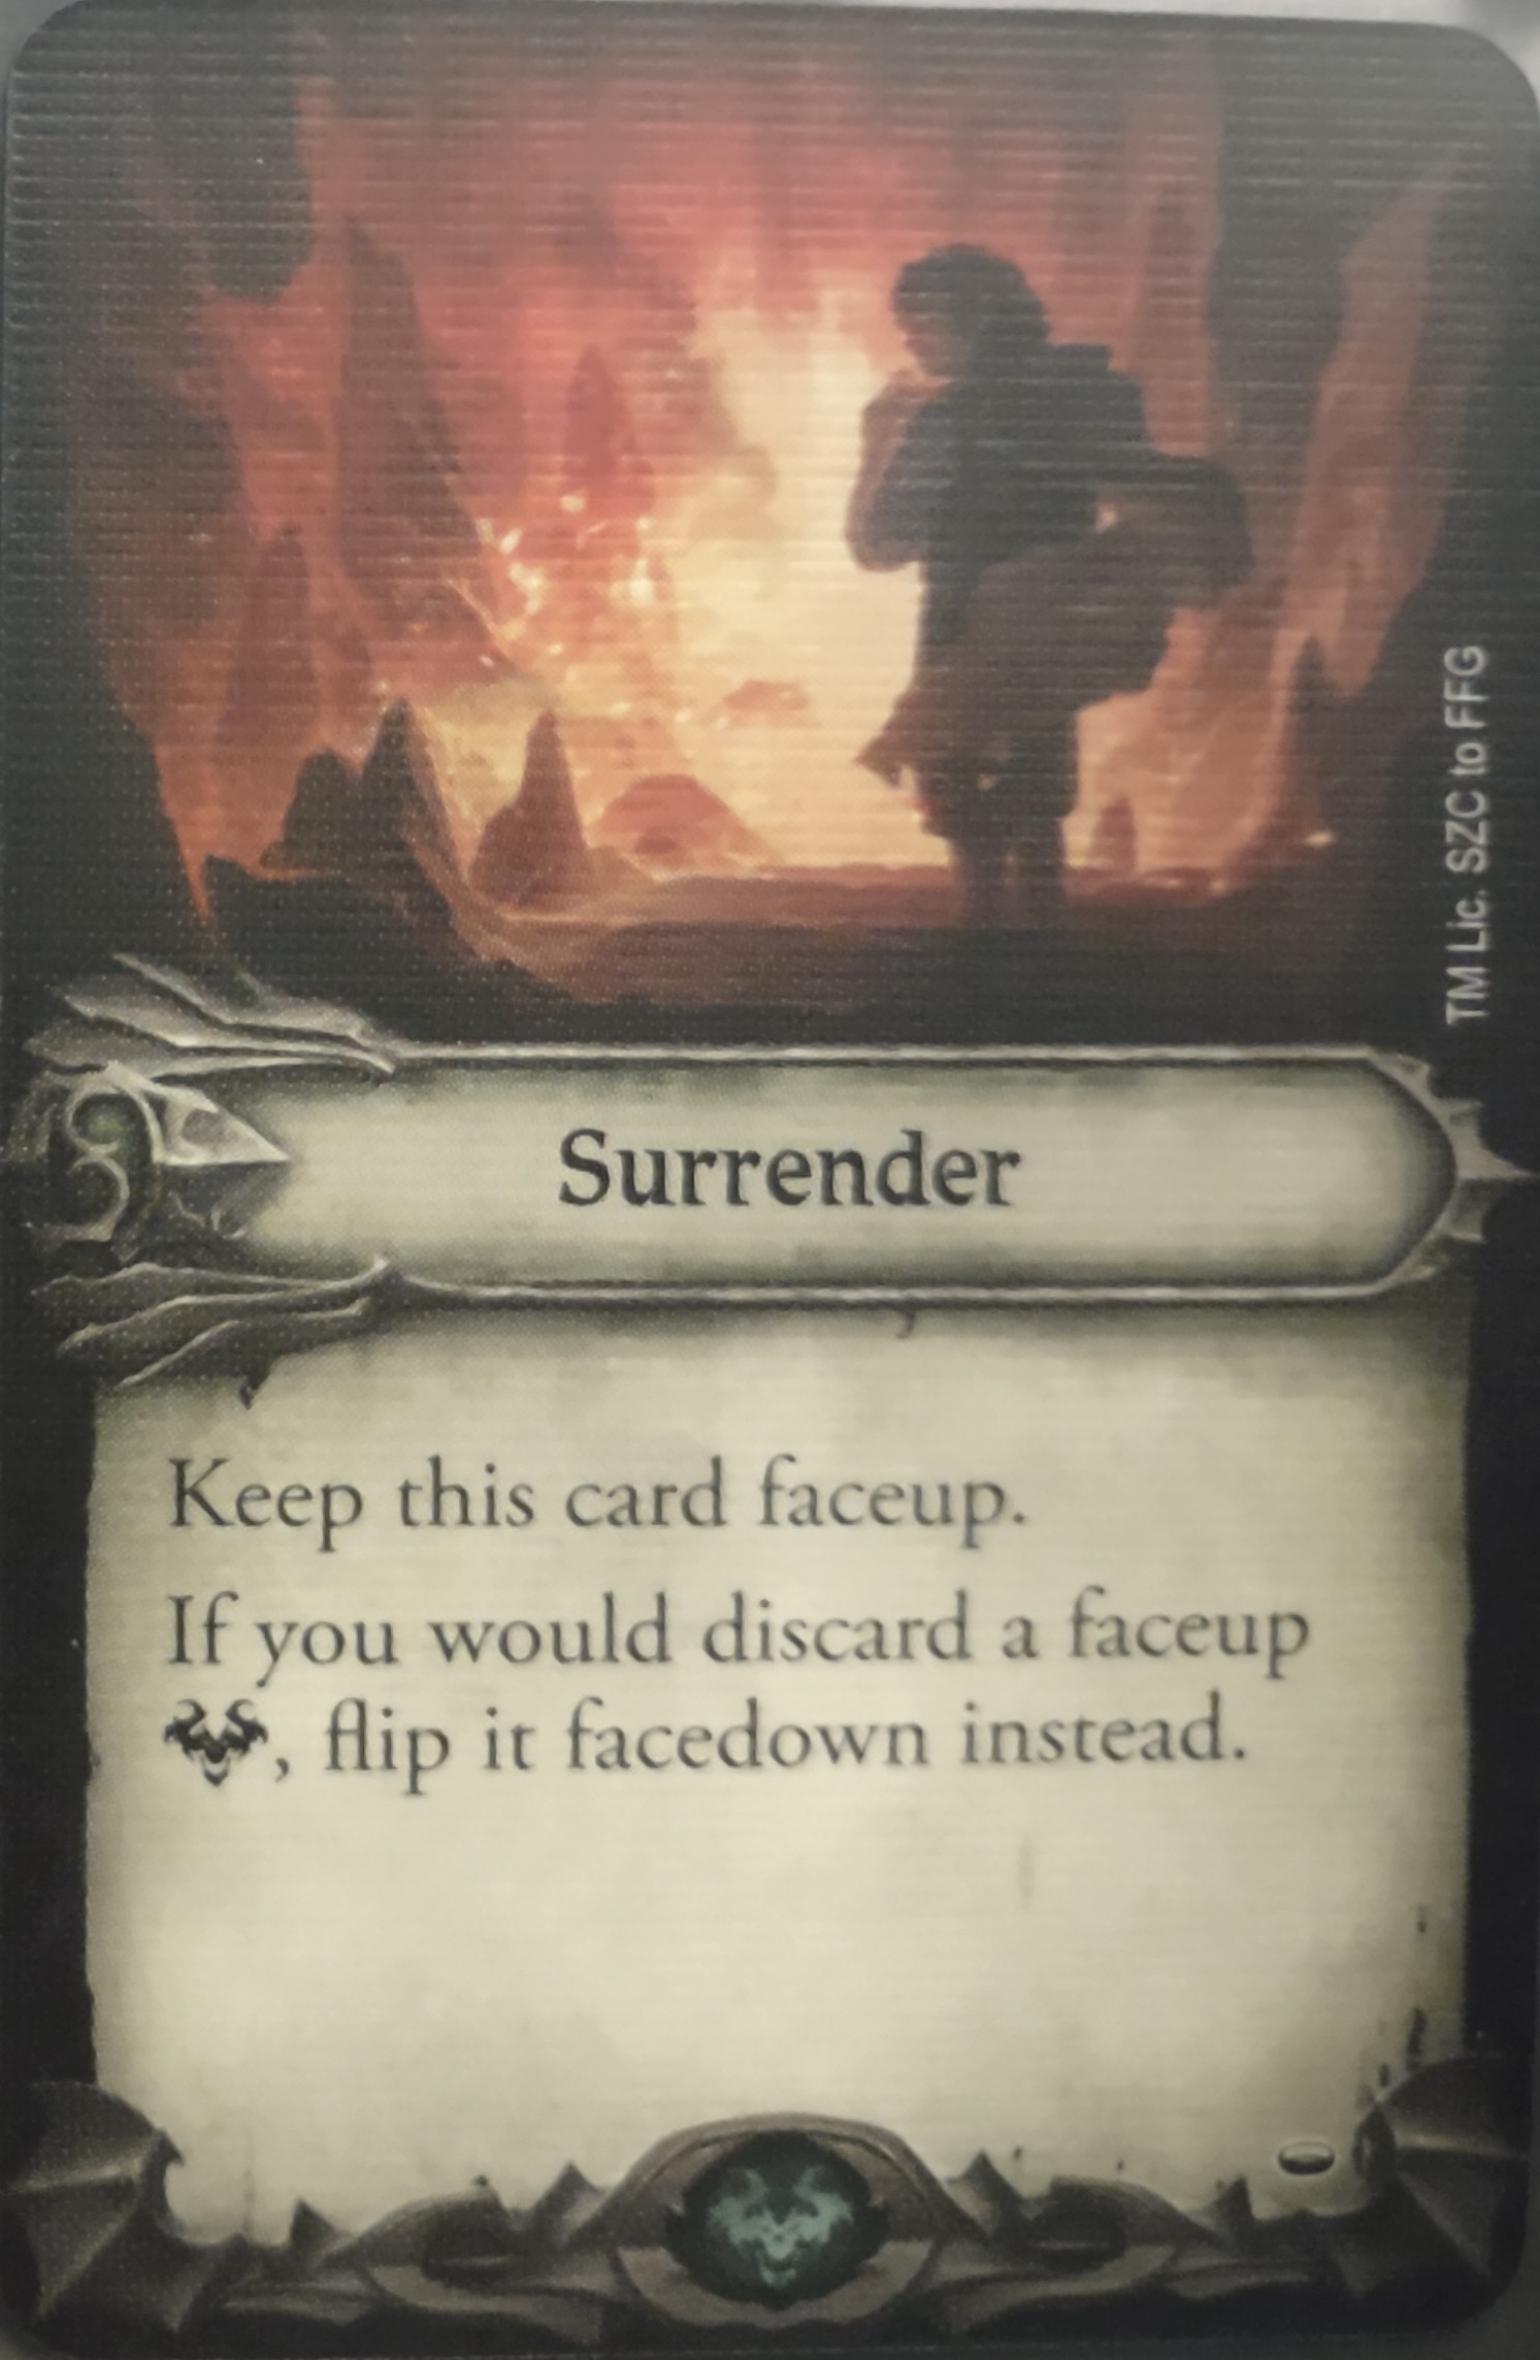 TM Lic. SZC to FFG
Surrender
Keep this card faceup.
If you would discard a faceup
, flip it facedown instead.